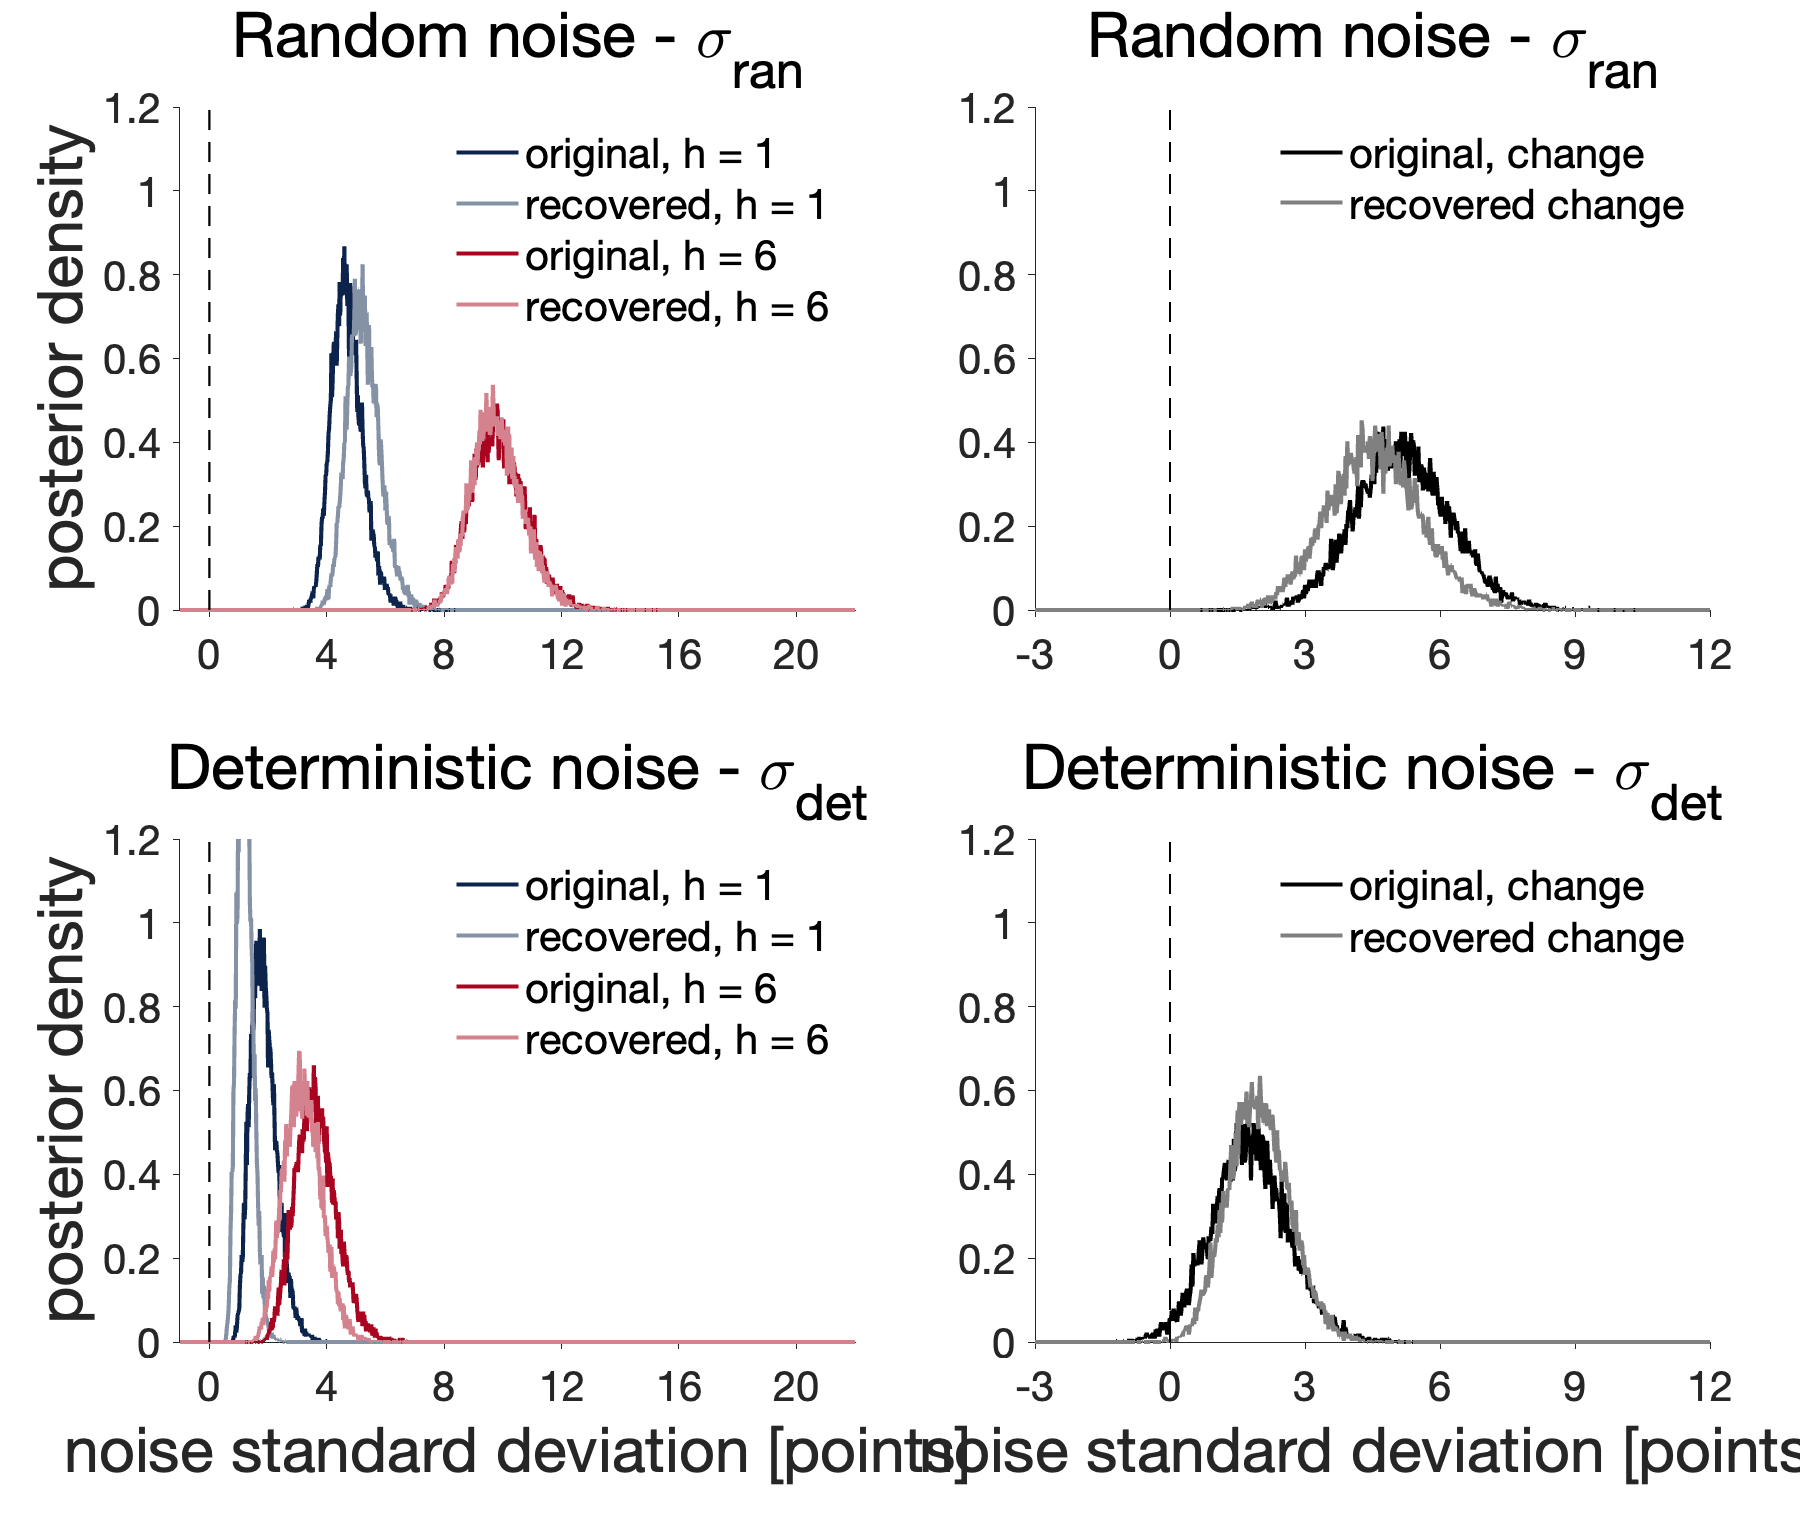 Random noise - σran
posterior density
1.2
1
0.8
0.6
0.4
0.2
0
original, h = 1
recovered, h = 1
original, h = 6
recovered, h = 6
0 4 8 12 16 20
Random noise - σran
1.2
1
0.8
0.6
0.4
0.2
0
original, change
recovered change
-3 0 3 6 9 12
Deterministic noise - σdet
posterior density
1.2
1
0.8
0.6
0.4
0.2
0
original, h = 1
recovered, h = 1
original, h = 6
recovered, h = 6
0 4 8 12 16 20
noise standard deviation [points]
Deterministic noise - σdet
1.2
1
0.8
0.6
0.4
0.2
0
original, change
recovered change
-3 0 3 6 9 12
noise standard deviation [points